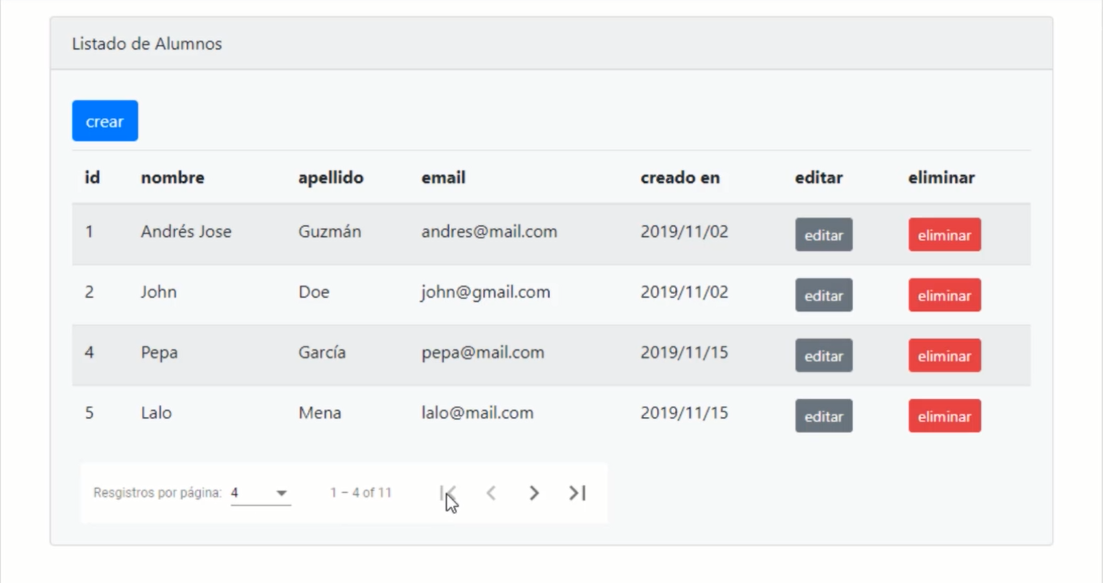 Listado de Alumnos
crear
id nombre apellido email creado en editar eliminar
1 Andrés Jose Guzmán andres@mail.com 2019/11/02 editar eliminar
2 John Doe john@gmail.com 2019/11/02 editar eliminar
4 Pepa García pepa@mail.com 2019/11/15 editar eliminar
5 Lalo Mena lalo@mail.com 2019/11/15 editar eliminar
Resgistros por página: 4 1 – 4 of 11